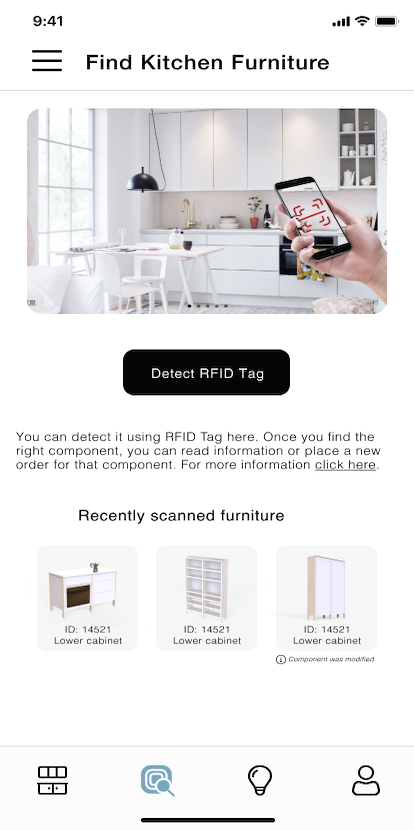 9:41
Find Kitchen Furniture
Detect RFID Tag
You can detect it using RFID Tag here. Once you find the
right component, you can read information or place a new
order for that component. For more information click here.
Recently scanned furniture
ID: 14521
Lower cabinet
ID: 14521
Lower cabinet
ID: 14521
Lower cabinet
Component was modified